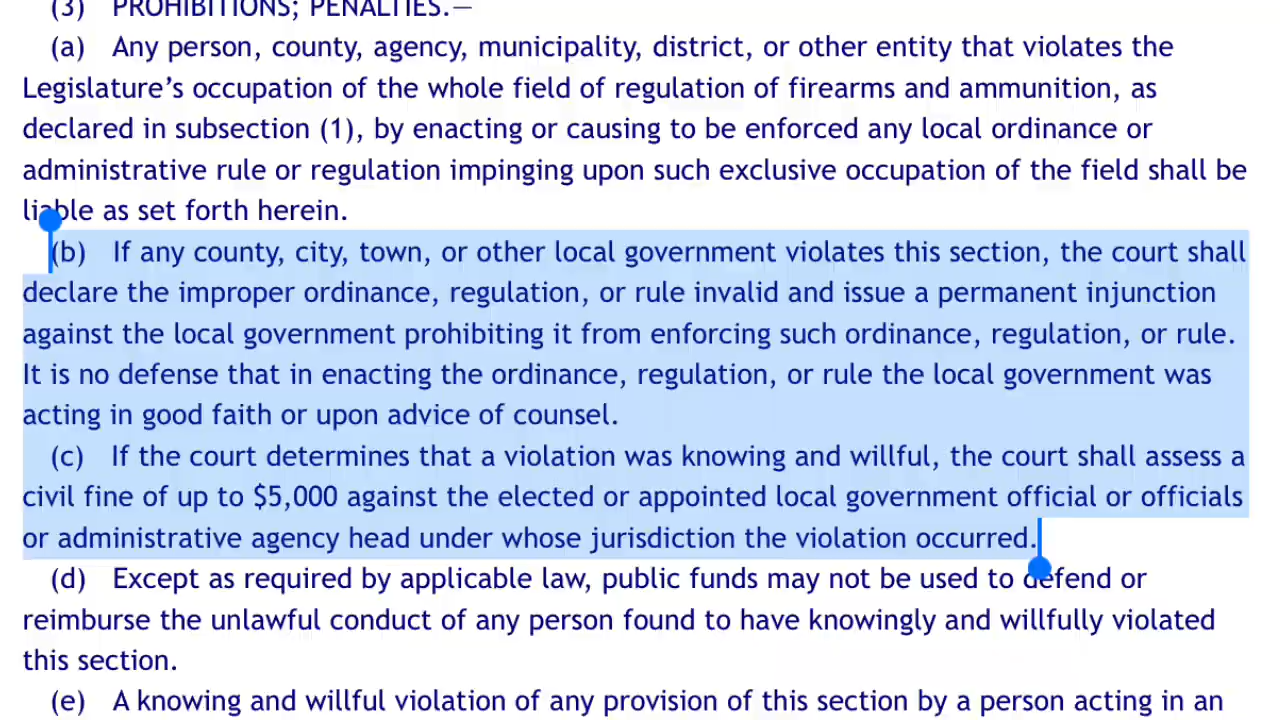 (3) PROHIBITIONS; PENALTIES.—
(a) Any person, county, agency, municipality, district, or other entity that violates the
Legislature’s occupation of the whole field of regulation of firearms and ammunition, as
declared in subsection (1), by enacting or causing to be enforced any local ordinance or
administrative rule or regulation impinging upon such exclusive occupation of the field shall be
liable as set forth herein.
(b) If any county, city, town, or other local government violates this section, the court shall
declare the improper ordinance, regulation, or rule invalid and issue a permanent injunction
against the local government prohibiting it from enforcing such ordinance, regulation, or rule.
It is no defense that in enacting the ordinance, regulation, or rule the local government was
acting in good faith or upon advice of counsel.
(c) If the court determines that a violation was knowing and willful, the court shall assess a
civil fine of up to $5,000 against the elected or appointed local government official or officials
or administrative agency head under whose jurisdiction the violation occurred.
(d) Except as required by applicable law, public funds may not be used to defend or
reimburse the unlawful conduct of any person found to have knowingly and willfully violated
this section.
(e) A knowing and willful violation of any provision of this section by a person acting in an